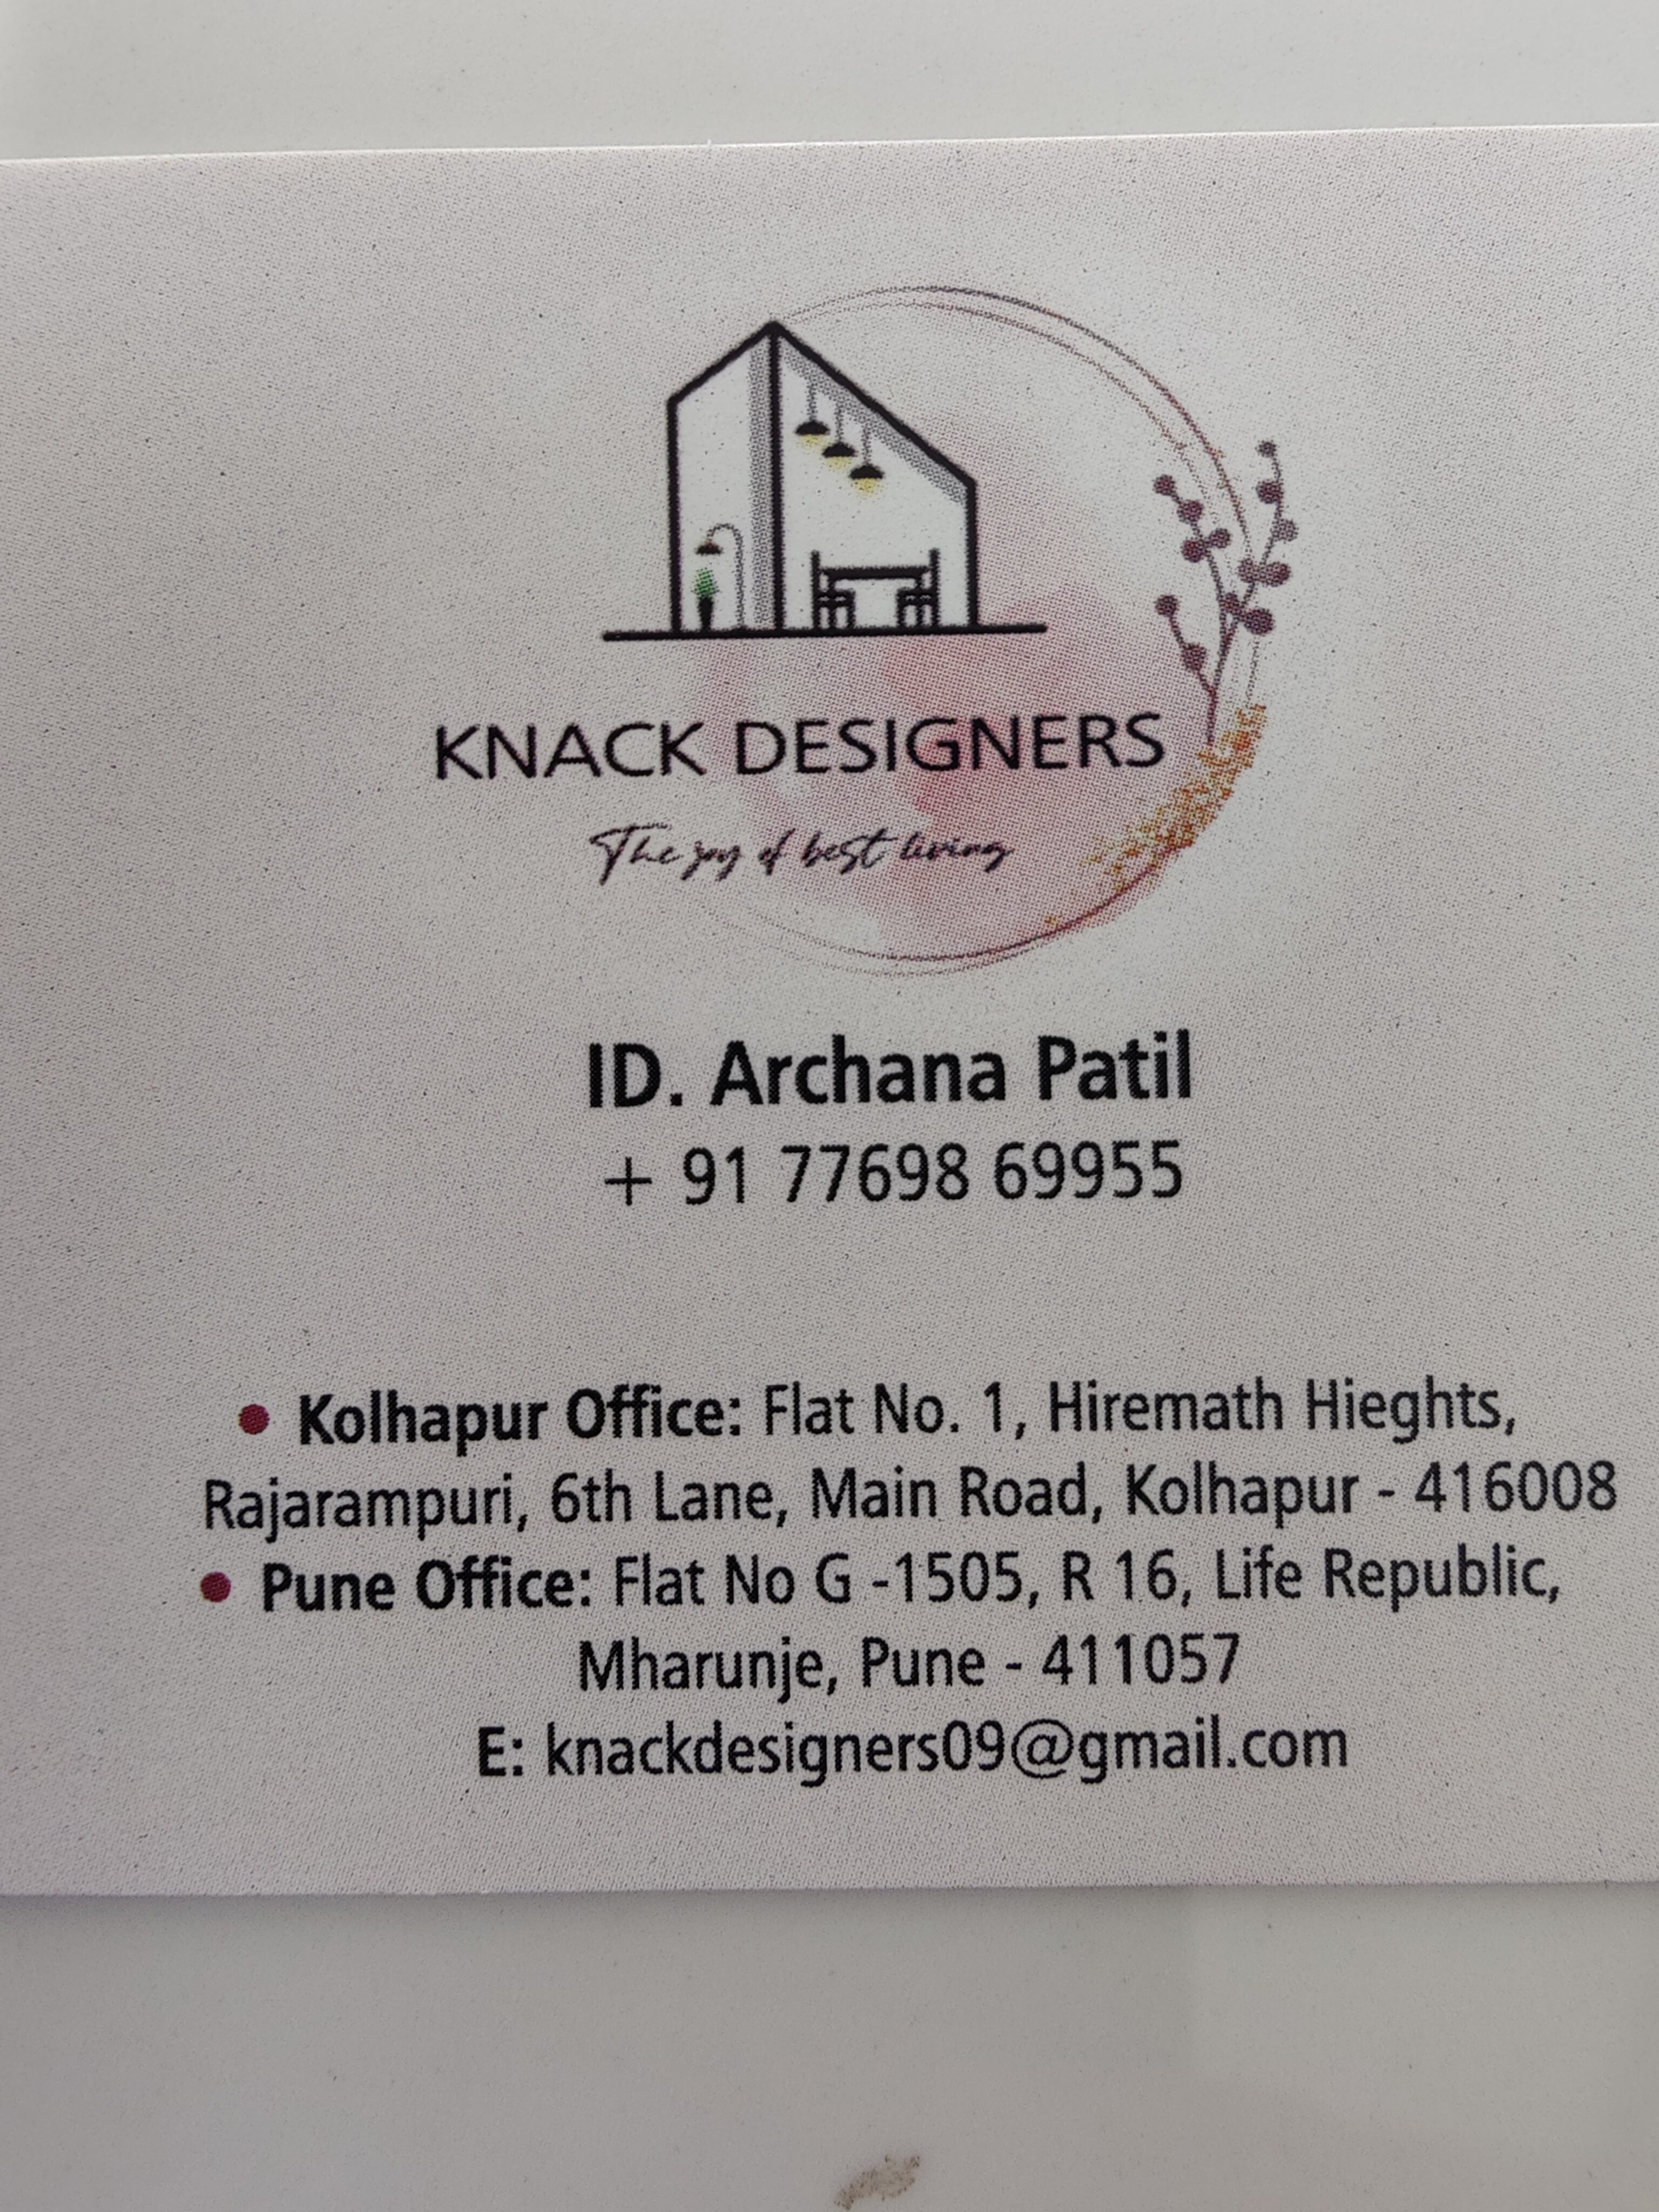 KNACK DESIGNERS
The joy of best living
ID. Archana Patil
+ 91 77698 69955
• Kolhapur Office: Flat No. 1, Hiremath Hieghts,
Rajarampuri, 6th Lane, Main Road, Kolhapur - 416008
• Pune Office: Flat No G -1505, R 16, Life Republic,
Mharunje, Pune - 411057
E: knackdesigners09@gmail.com